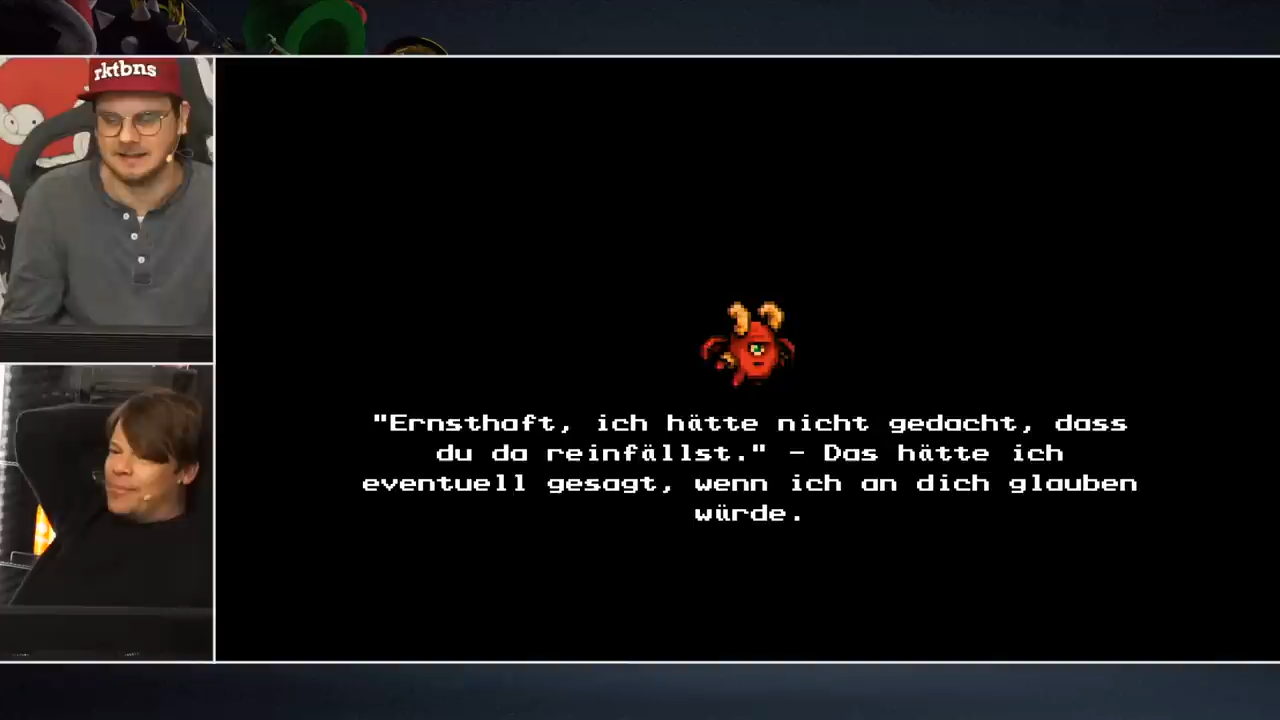 rktbns
"Ernsthaft, ich hätte nicht gedacht, dass
du da reinfällst." - Das hätte ich
eventuell gesagt, wenn ich an dich glauben
würde.